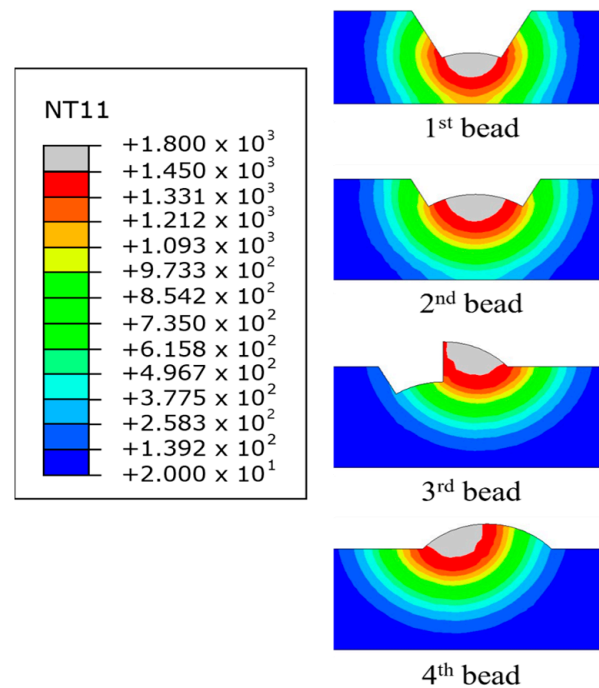 NT11
+1.800 x 10³
+1.450 x 10³
+1.331 x 10³
+1.212 x 10³
+1.093 x 10³
+9.733 x 10²
+8.542 x 10²
+7.350 x 10²
+6.158 x 10²
+4.967 x 10²
+3.775 x 10²
+2.583 x 10²
+1.392 x 10²
+2.000 x 10¹
1st bead
2nd bead
3rd bead
4th bead